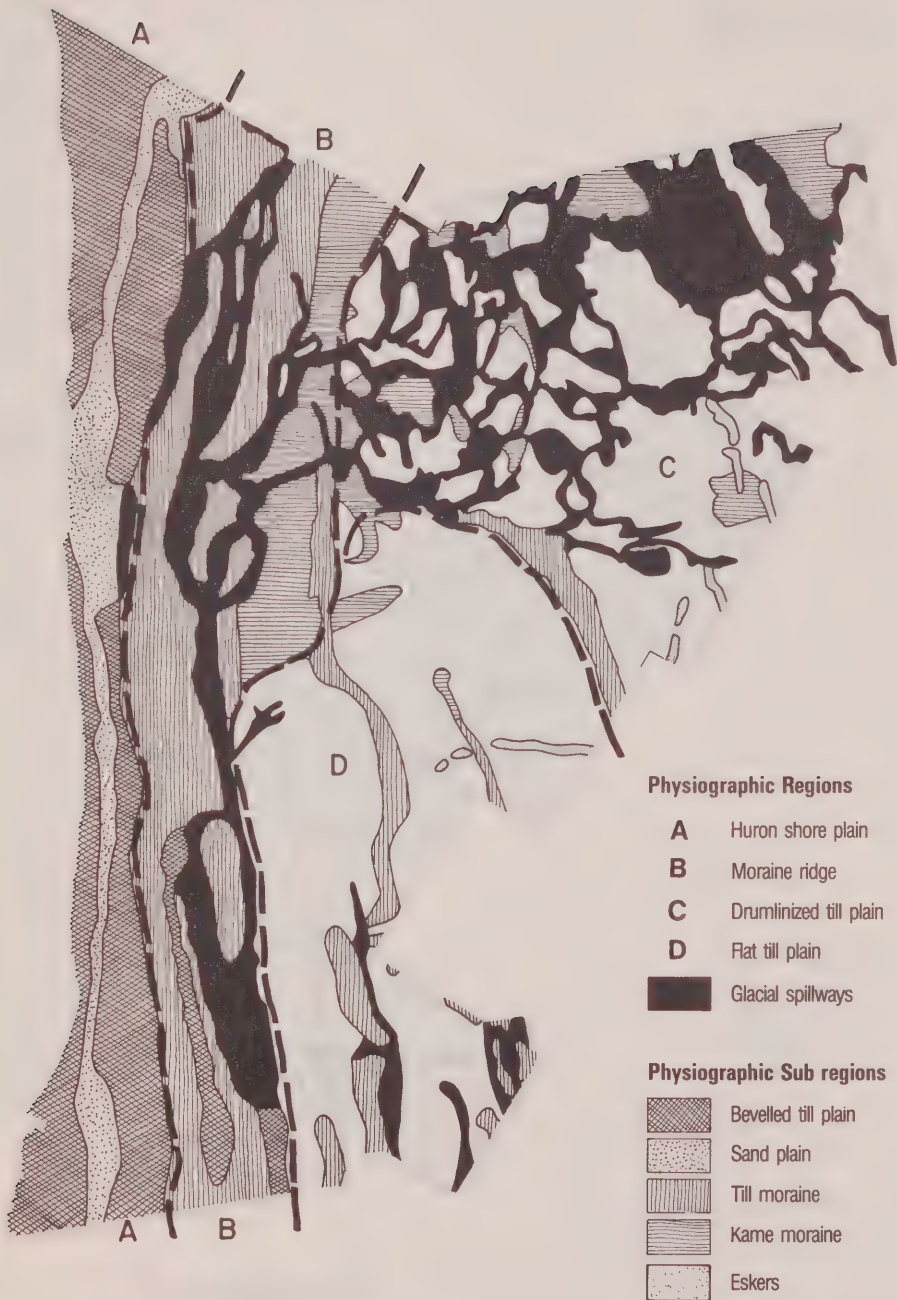 A
B
C
D
A
B
Physiographic Regions
A Huron shore plain
B Moraine ridge
C Drumlinized till plain
D Flat till plain
Glacial spillways
Physiographic Sub regions
Bevelled till plain
Sand plain
Till moraine
Kame moraine
Eskers